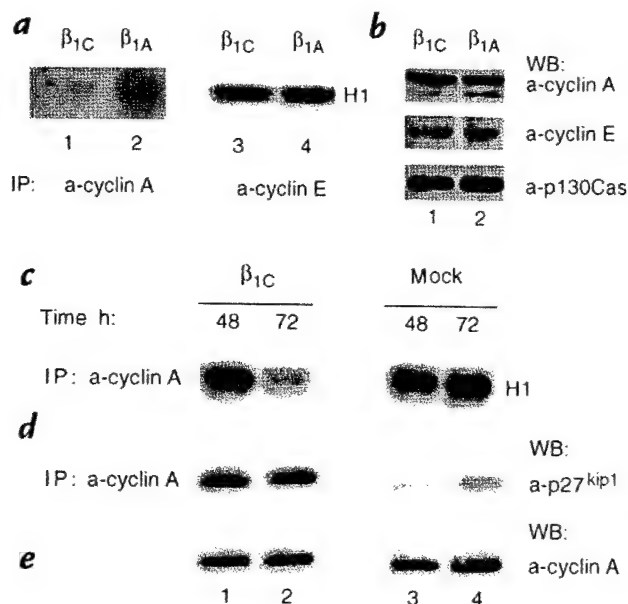 a
β1C β1A
H1
1 2 3 4
IP: a-cyclin A a-cyclin E
b
β1C β1A
WB:
a-cyclin A
a-cyclin E
a-p130Cas
1 2
c
β1C Mock
Time h: 48 72 48 72
IP: a-cyclin A H1
d
WB:
IP: a-cyclin A a-p27kip1
WB:
e a-cyclin A
1 2 3 4